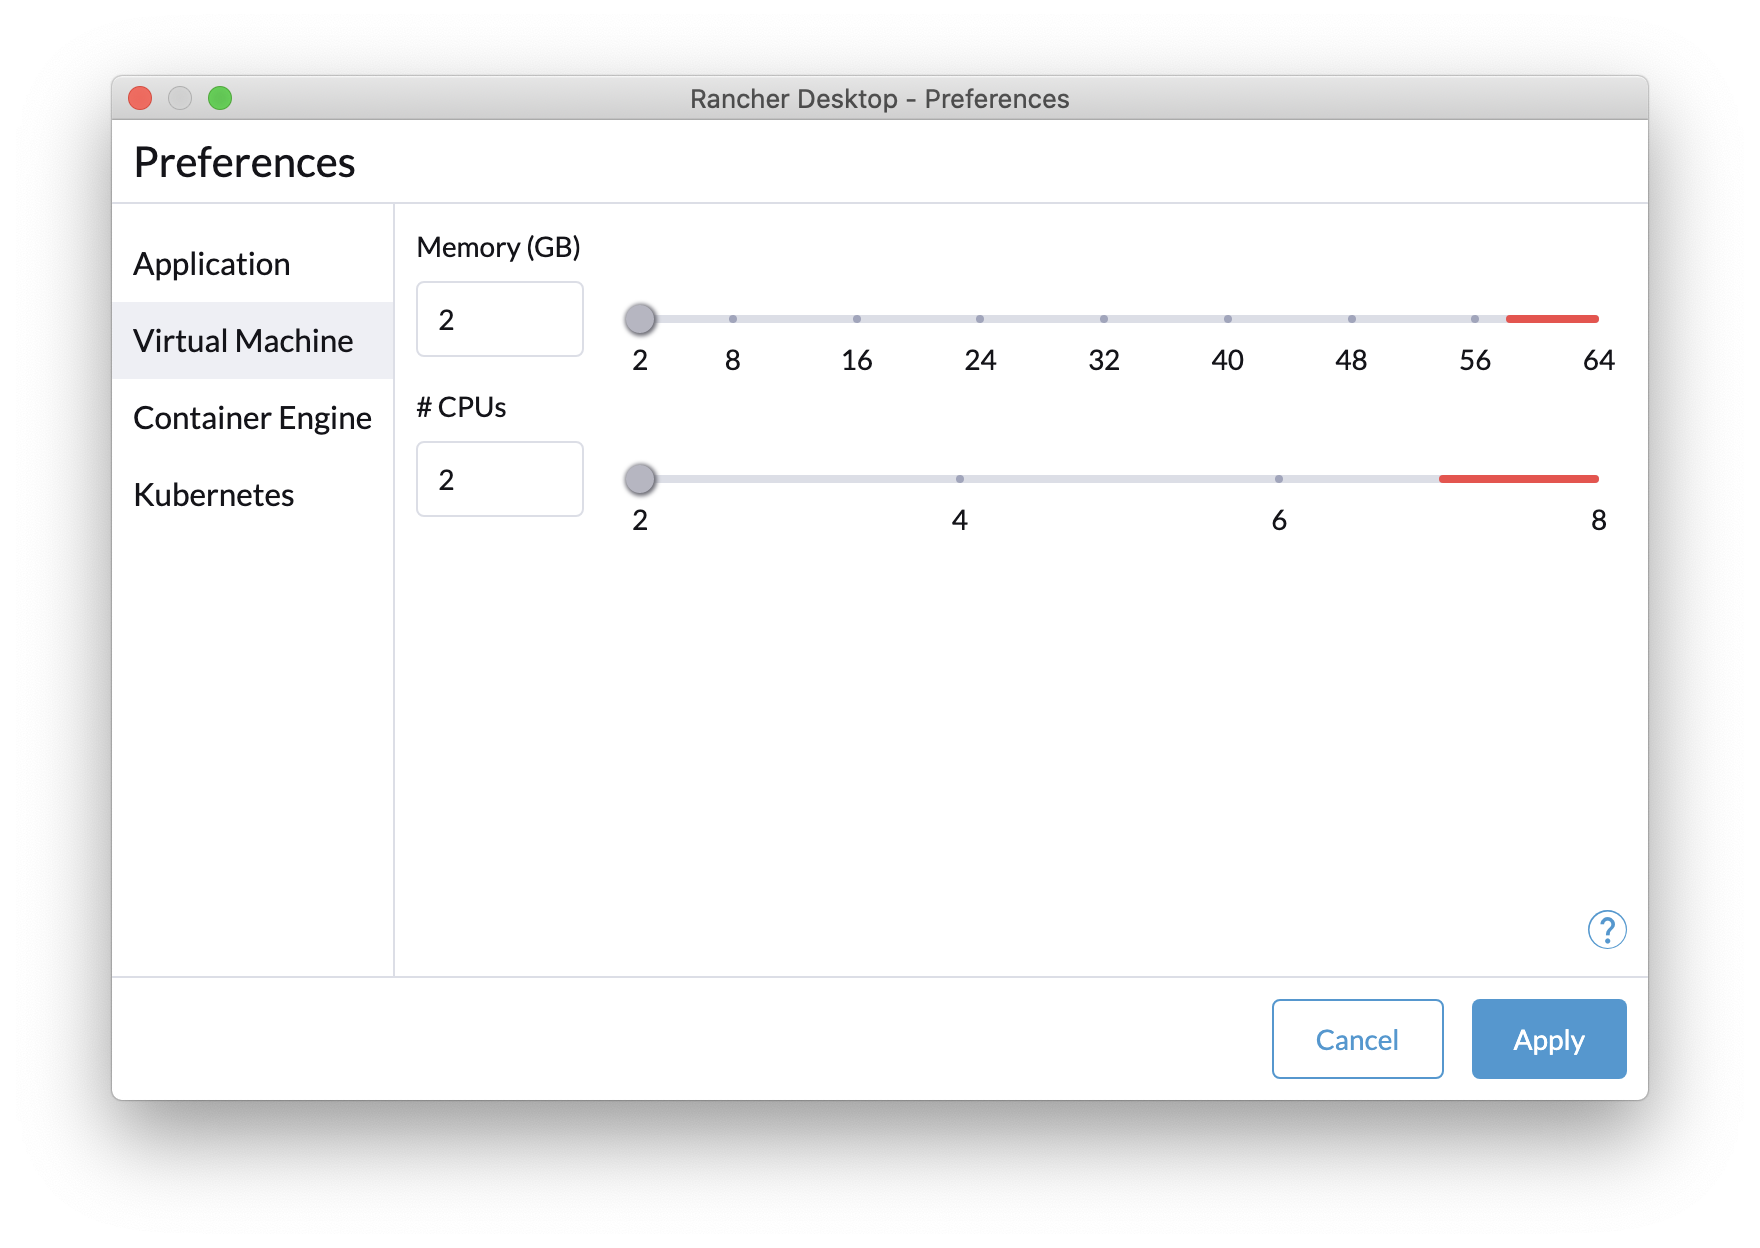 Rancher Desktop - Preferences
Preferences
Application
Virtual Machine
Container Engine
Kubernetes
Memory (GB)
2
2 8 16 24 32 40 48 56 64
# CPUs
2
2 4 6 8
?
Cancel Apply